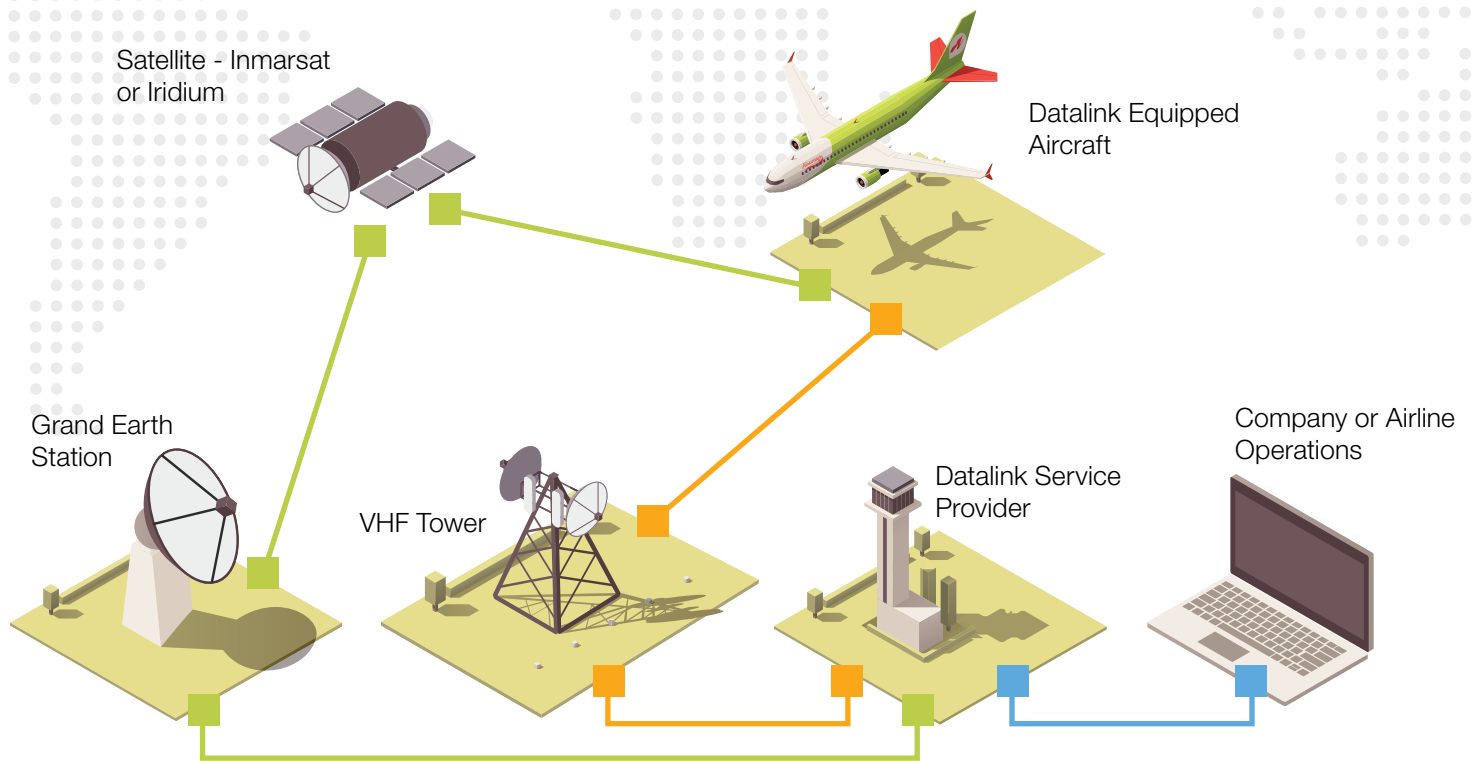 Satellite - Inmarsat
or Iridium
Datalink Equipped
Aircraft
Grand Earth
Station
VHF Tower
Datalink Service
Provider
Company or Airline
Operations